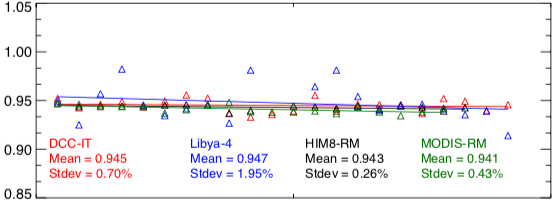 1.05
1.00
0.95
0.90
0.85
DCC-IT Libya-4 HIM8-RM MODIS-RM
Mean = 0.945 Mean = 0.947 Mean = 0.943 Mean = 0.941
Stdev = 0.70% Stdev = 1.95% Stdev = 0.26% Stdev = 0.43%